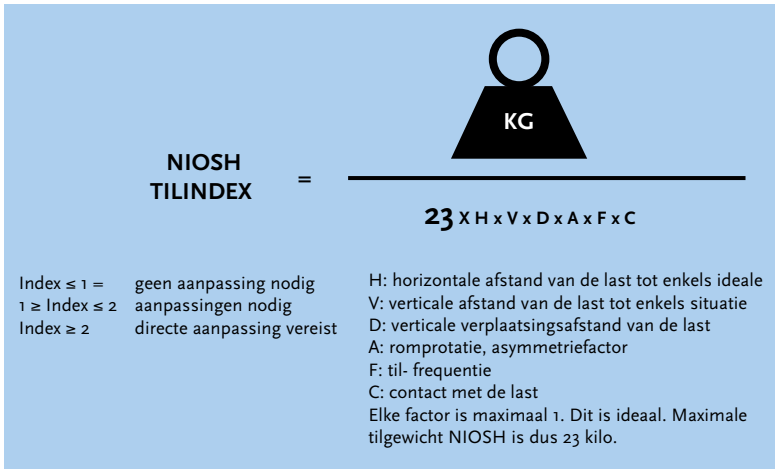 KG
NIOSH
TILINDEX
=
23 X H x V x D x A x F x C
Index ≤ 1 = geen aanpassing nodig
1 ≥ Index ≤ 2 aanpassingen nodig
Index ≥ 2 directe aanpassing vereist
H: horizontale afstand van de last tot enkels ideale
V: verticale afstand van de last tot enkels situatie
D: verticale verplaatsingsafstand van de last
A: romprotatie, asymmetriefactor
F: til- frequentie
C: contact met de last
Elke factor is maximaal 1. Dit is ideaal. Maximale
tilgewicht NIOSH is dus 23 kilo.